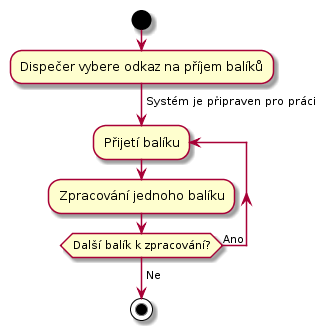 Dispečer vybere odkaz na příjem balíků
Systém je připraven pro práci
Přijetí balíku
Zpracování jednoho balíku
Další balík k zpracování?
Ano
Ne